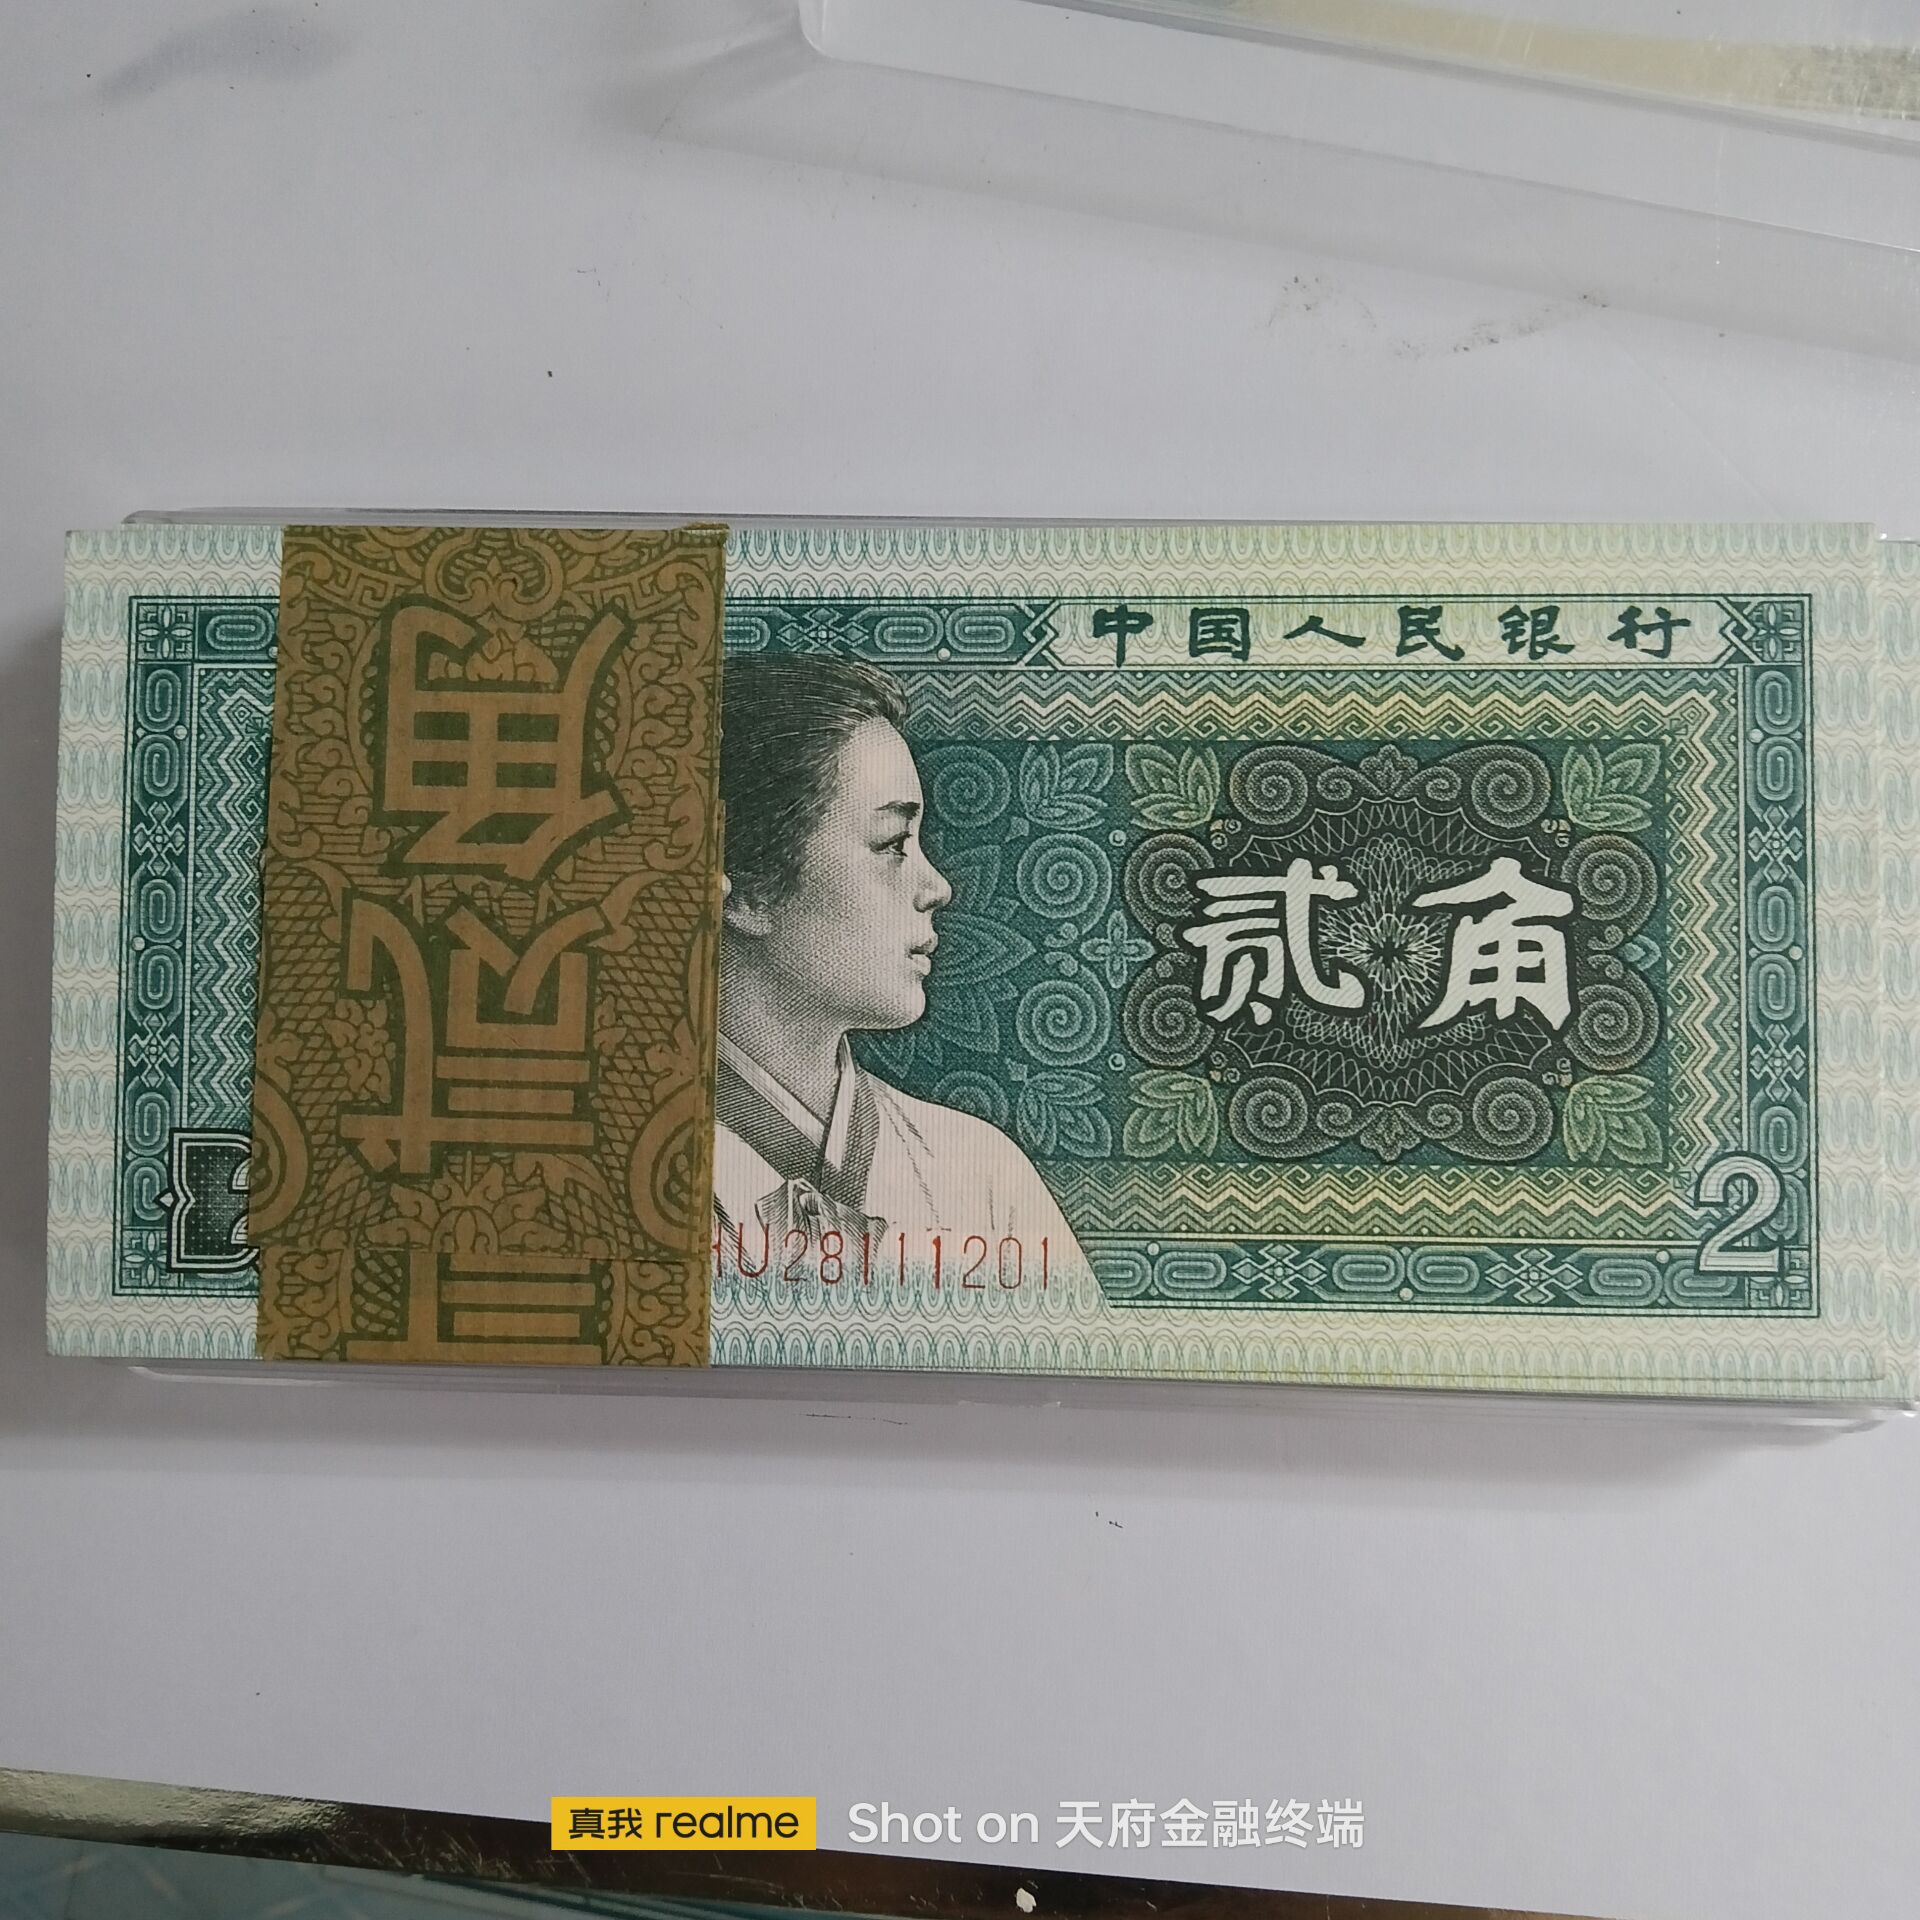 中国人民银行
贰角
U28111201
2
真我 realme Shot on 天府金融终端